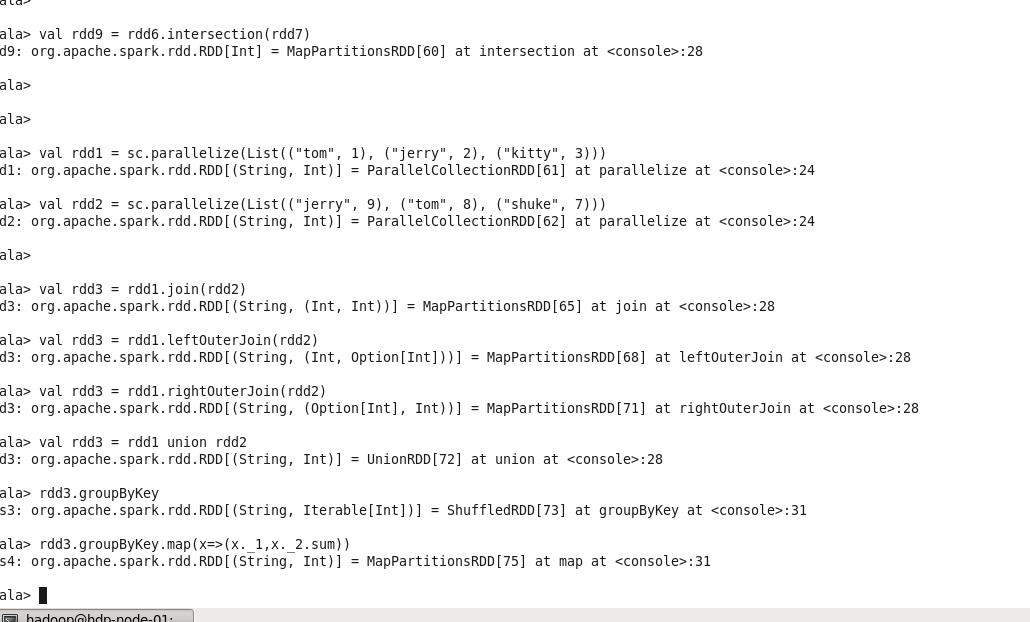 ala>
ala> val rdd9 = rdd6.intersection(rdd7)
d9: org.apache.spark.rdd.RDD[Int] = MapPartitionsRDD[60] at intersection at <console>:28
ala>
ala>
ala> val rdd1 = sc.parallelize(List(("tom", 1), ("jerry", 2), ("kitty", 3)))
d1: org.apache.spark.rdd.RDD[(String, Int)] = ParallelCollectionRDD[61] at parallelize at <console>:24
ala> val rdd2 = sc.parallelize(List(("jerry", 9), ("tom", 8), ("shuke", 7)))
d2: org.apache.spark.rdd.RDD[(String, Int)] = ParallelCollectionRDD[62] at parallelize at <console>:24
ala>
ala> val rdd3 = rdd1.join(rdd2)
d3: org.apache.spark.rdd.RDD[(String, (Int, Int))] = MapPartitionsRDD[65] at join at <console>:28
ala> val rdd3 = rdd1.leftOuterJoin(rdd2)
d3: org.apache.spark.rdd.RDD[(String, (Int, Option[Int]))] = MapPartitionsRDD[68] at leftOuterJoin at <console>:28
ala> val rdd3 = rdd1.rightOuterJoin(rdd2)
d3: org.apache.spark.rdd.RDD[(String, (Option[Int], Int))] = MapPartitionsRDD[71] at rightOuterJoin at <console>:28
ala> val rdd3 = rdd1 union rdd2
d3: org.apache.spark.rdd.RDD[(String, Int)] = UnionRDD[72] at union at <console>:28
ala> rdd3.groupByKey
s3: org.apache.spark.rdd.RDD[(String, Iterable[Int])] = ShuffledRDD[73] at groupByKey at <console>:31
ala> rdd3.groupByKey.map(x=>(x._1,x._2.sum))
s4: org.apache.spark.rdd.RDD[(String, Int)] = MapPartitionsRDD[75] at map at <console>:31
ala>
hadoop@hdp-node-01: